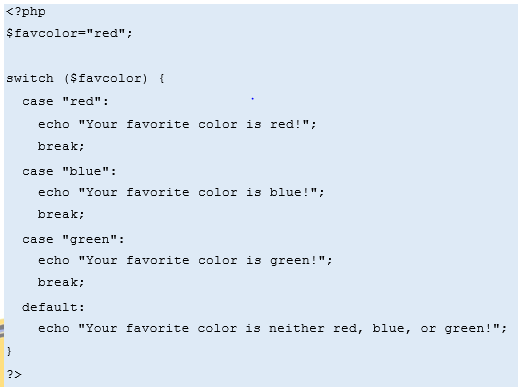 <?php
$favcolor="red";
switch ($favcolor) {
case "red":
echo "Your favorite color is red!";
break;
case "blue":
echo "Your favorite color is blue!";
break;
case "green":
echo "Your favorite color is green!";
break;
default:
echo "Your favorite color is neither red, blue, or green!";
}
?>